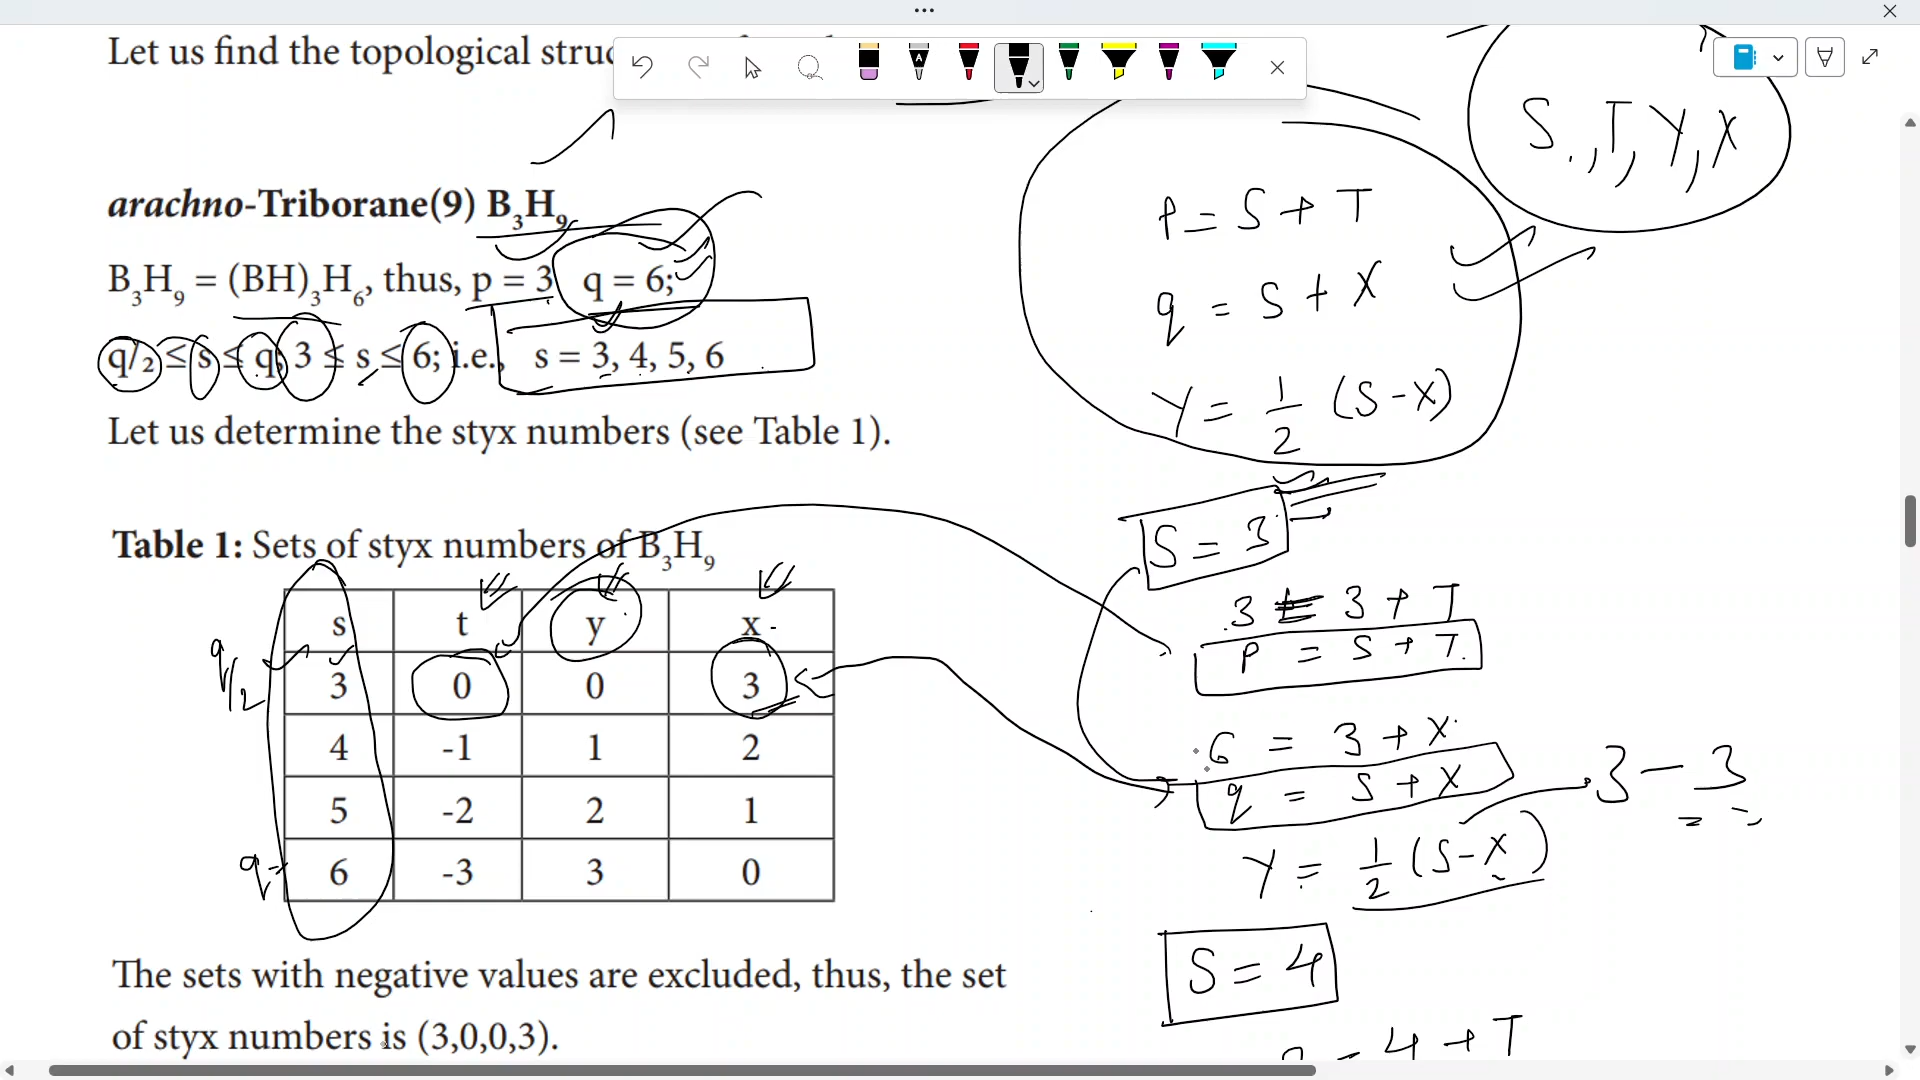 Let us find the topological struc
S, T, Y, X
arachno-Triborane(9) B₃H₉
B₃H₉ = (BH)₃H₆, thus, p = 3 q = 6;
q/2 ≤ s ≤ q, 3 ≤ s ≤ 6; i.e., s = 3, 4, 5, 6
Let us determine the styx numbers (see Table 1).
P = S + T
q = S + X
Y = 1/2 (S - X)
S = 3
3 = 3 + T
P = S + T
6 = 3 + X
q = S + X
3 - 3
Y = 1/2 (S - X)
S = 4
4 + T
Table 1: Sets of styx numbers of B₃H₉
s t y x
q/2
3 0 0 3
4 -1 1 2
5 -2 2 1
q
6 -3 3 0
The sets with negative values are excluded, thus, the set
of styx numbers is (3,0,0,3).